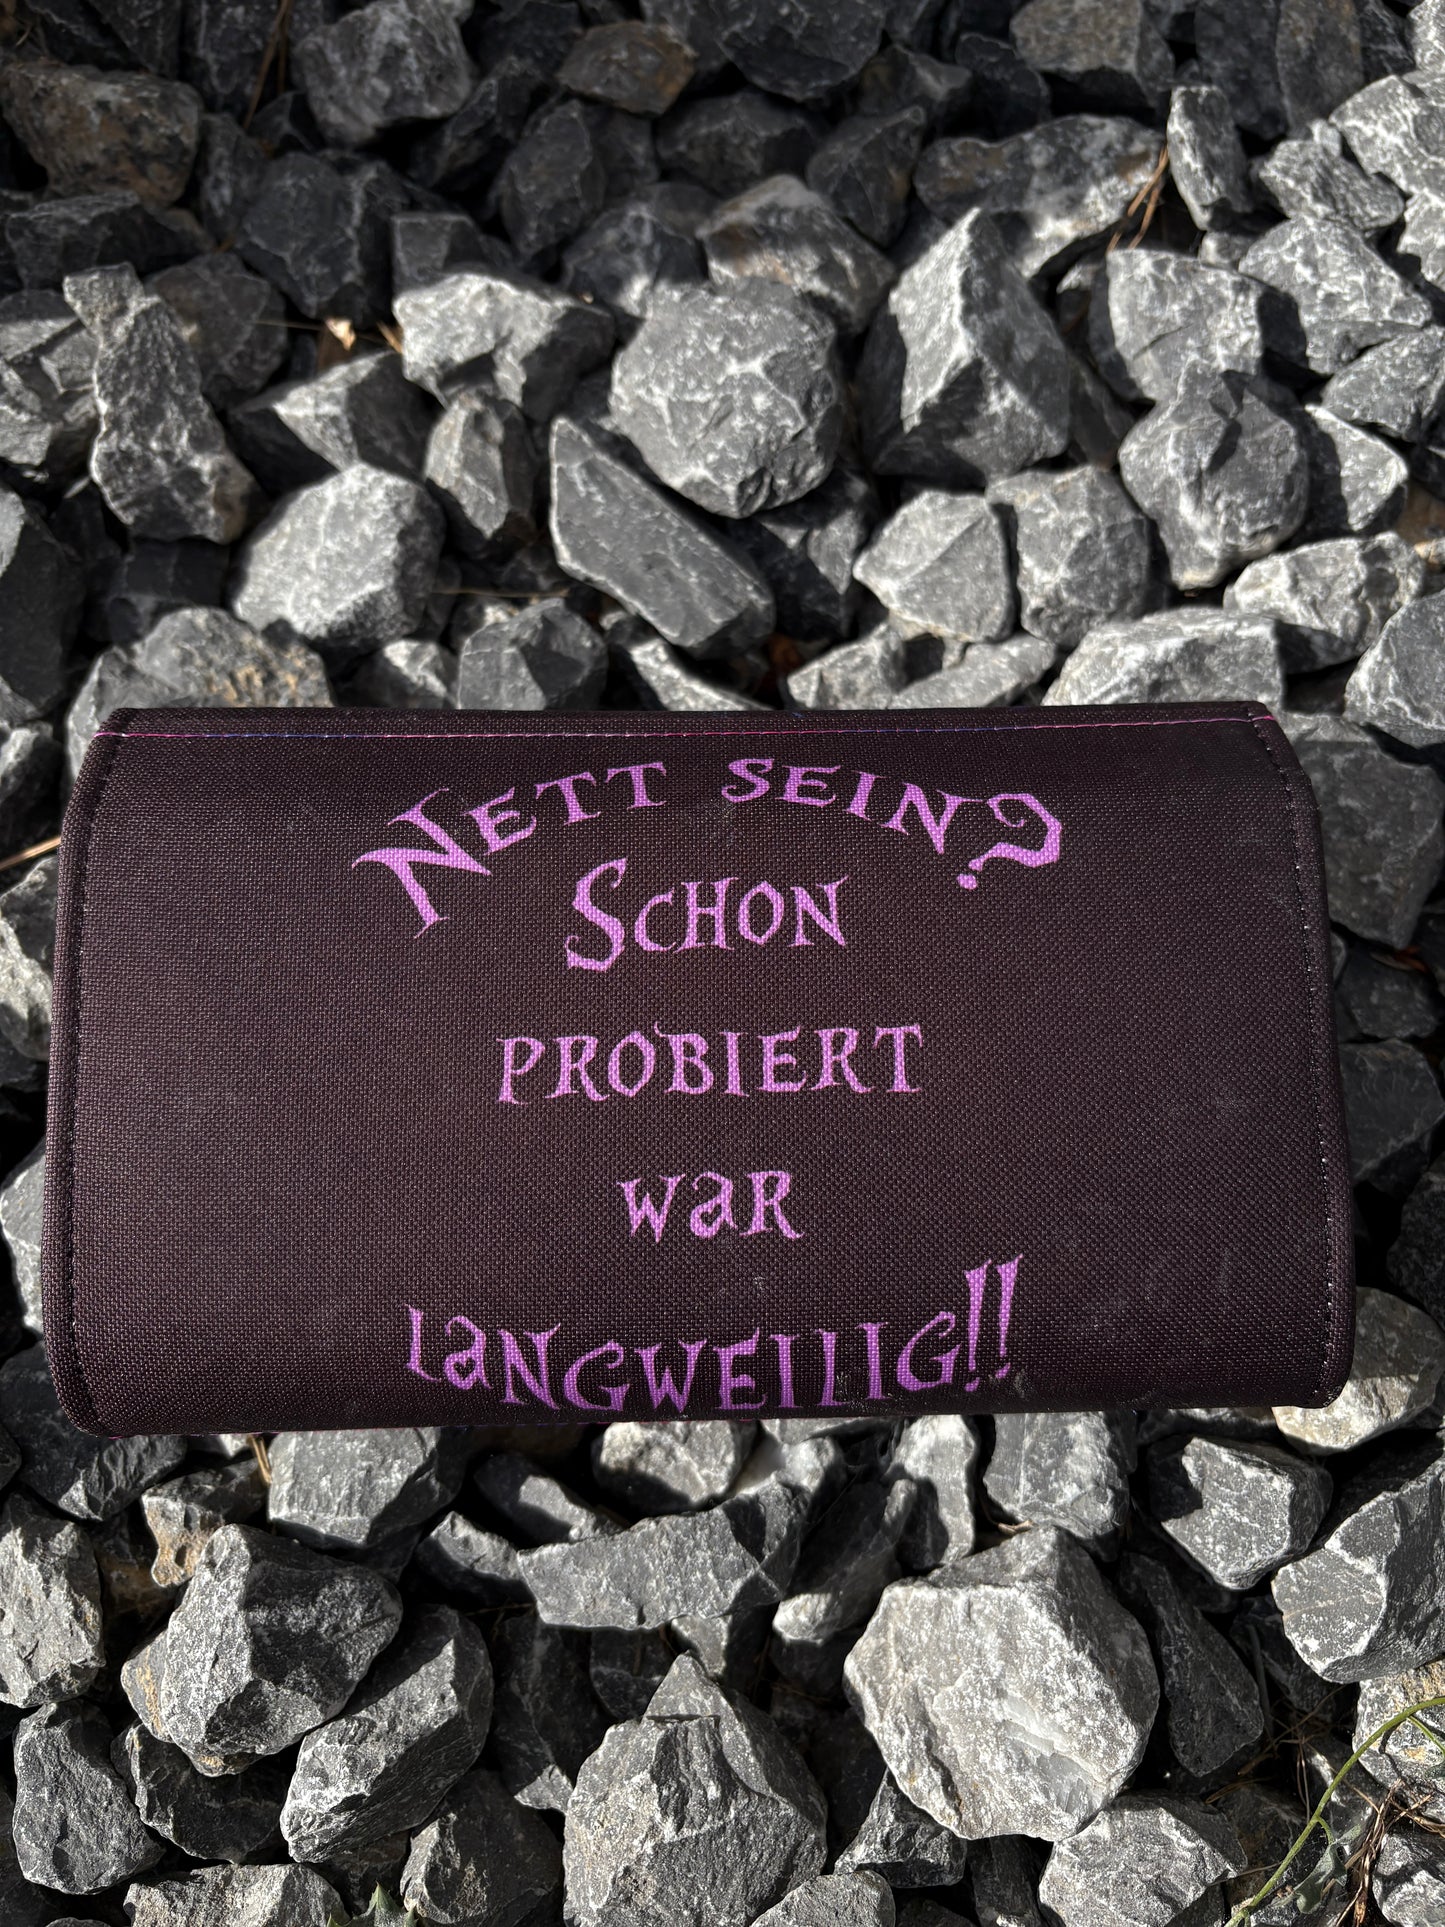 Nett sein?
Schon
probiert
war
langweilig!!